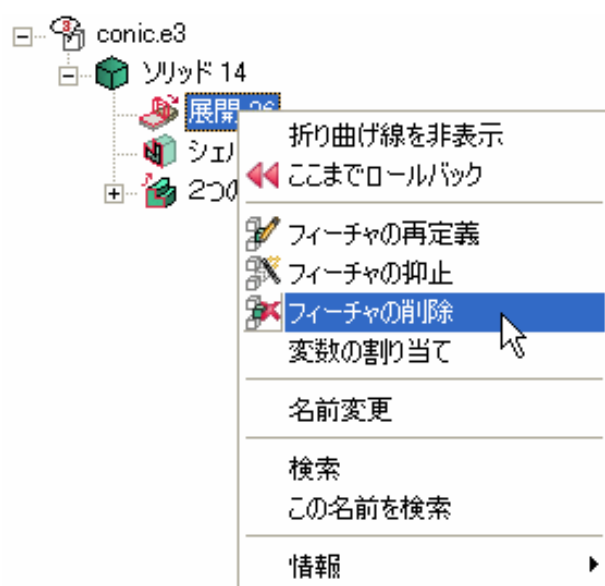 conic.e3
ソリッド 14
展開 26
シェル
2つの
折り曲げ線を非表示
ここまでロールバック
フィーチャの再定義
フィーチャの抑止
フィーチャの削除
変数の割り当て
名前変更
検索
この名前を検索
情報